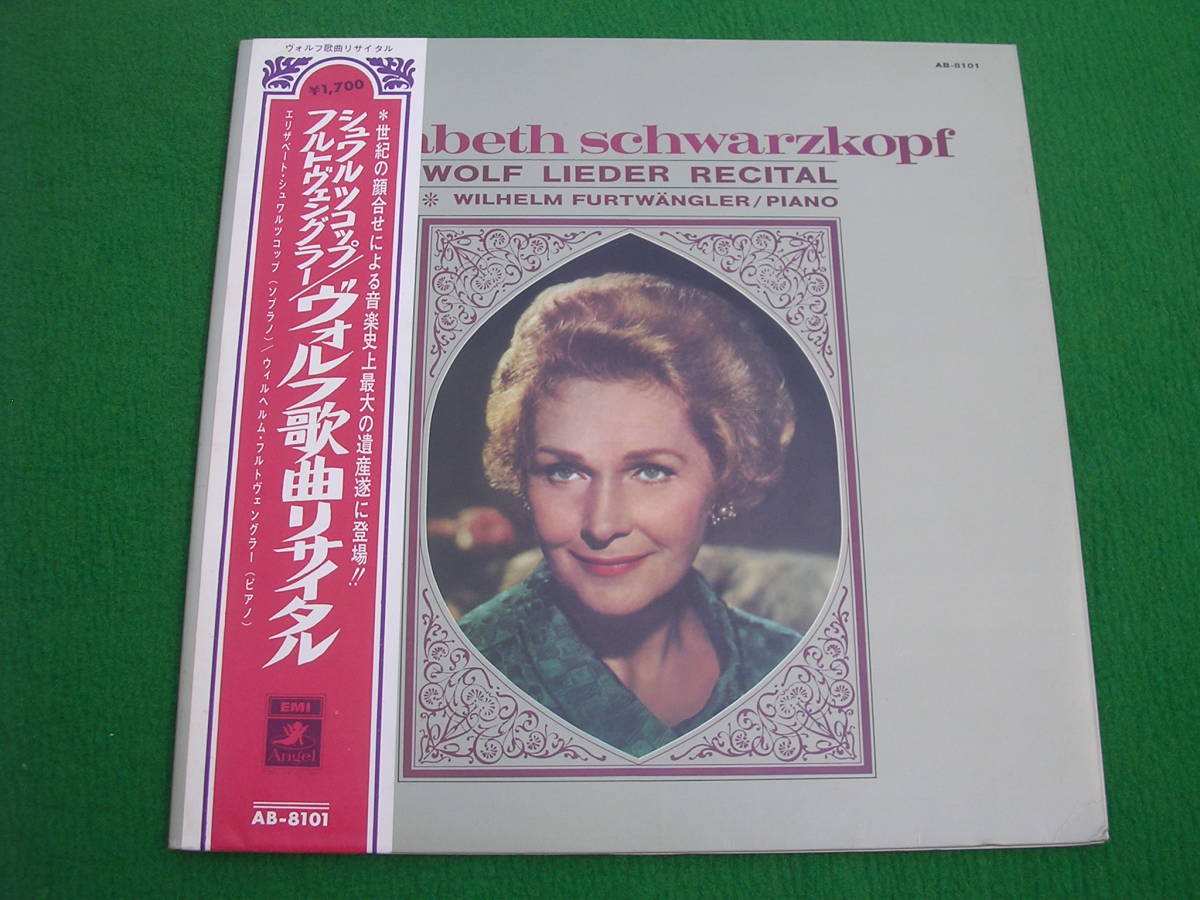 ヴォルフ歌曲リサイタル
¥1,700
*世紀の顔合せによる音楽史上最大の遺産遂に登場!!
シュワルツコップ/
フルトヴェングラー/
ヴォルフ歌曲リサイタル
エリザベート・シュワルツコップ(ソプラノ)/ウィルヘルム・フルトヴェングラー(ピアノ)
EMI
Angel
AB-8101
AB-8101
abeth schwarzkopf
WOLF LIEDER RECITAL
* WILHELM FURTWÄNGLER/PIANO